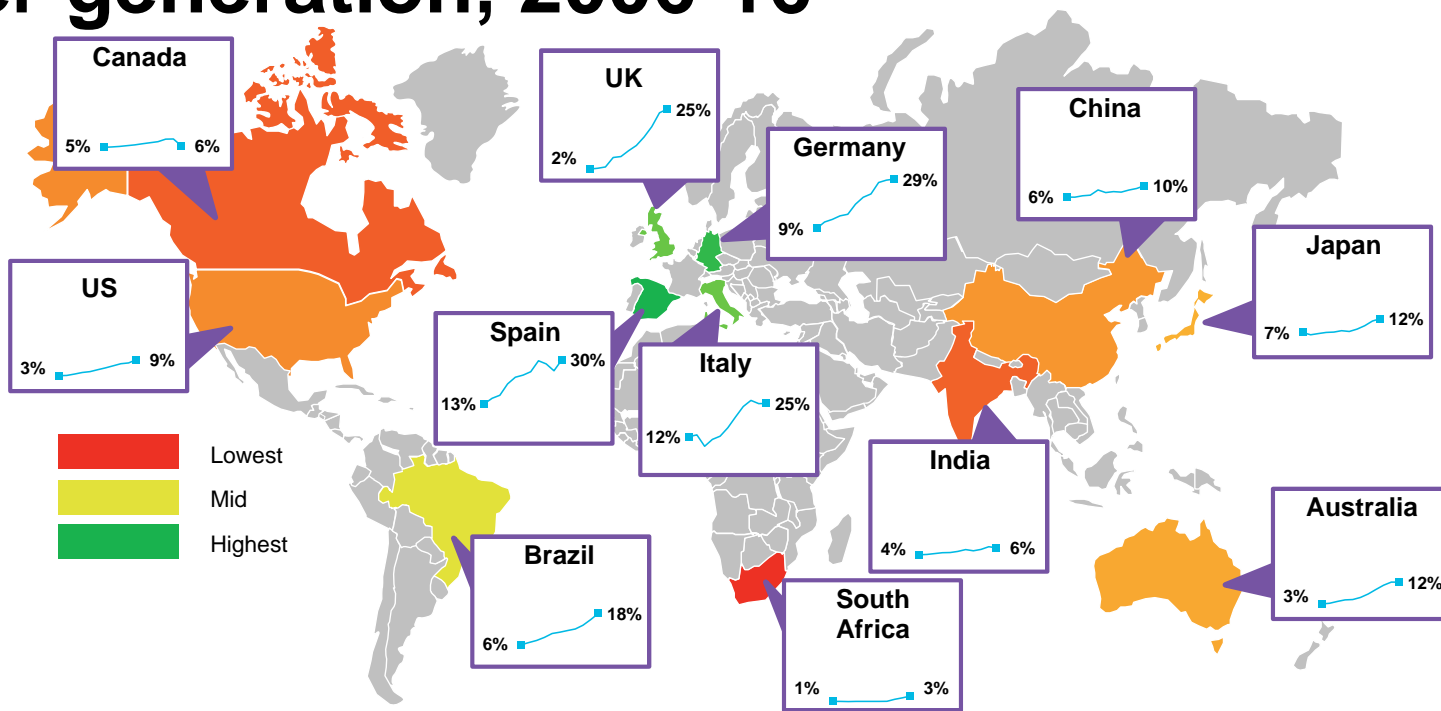 er generation, 2006-16
Canada
5% 6%
UK
2% 25%
Germany
9% 29%
China
6% 10%
Japan
7% 12%
US
3% 9%
Spain
13% 30%
Italy
12% 25%
India
4% 6%
Australia
3% 12%
Brazil
6% 18%
South
Africa
1% 3%
Lowest
Mid
Highest